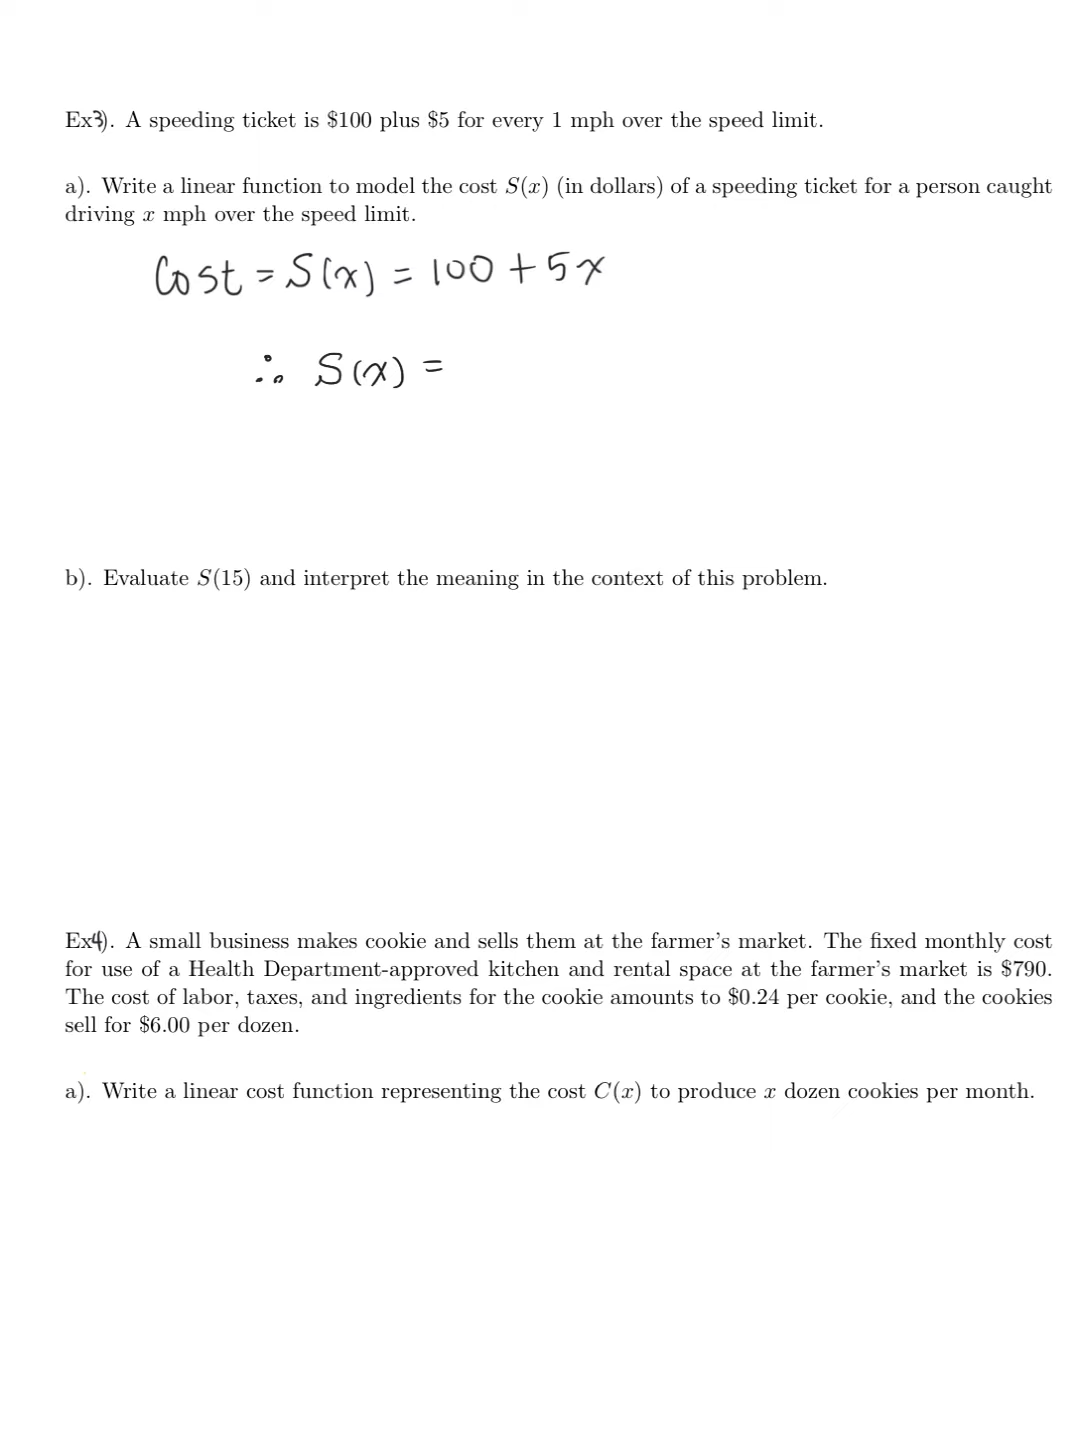 Ex3). A speeding ticket is $100 plus $5 for every 1 mph over the speed limit.
a). Write a linear function to model the cost S(x) (in dollars) of a speeding ticket for a person caught
driving x mph over the speed limit.
Cost = S(x) = 100 + 5x
∴ S(x) =
b). Evaluate S(15) and interpret the meaning in the context of this problem.
Ex4). A small business makes cookie and sells them at the farmer's market. The fixed monthly cost
for use of a Health Department-approved kitchen and rental space at the farmer's market is $790.
The cost of labor, taxes, and ingredients for the cookie amounts to $0.24 per cookie, and the cookies
sell for $6.00 per dozen.
a). Write a linear cost function representing the cost C(x) to produce x dozen cookies per month.